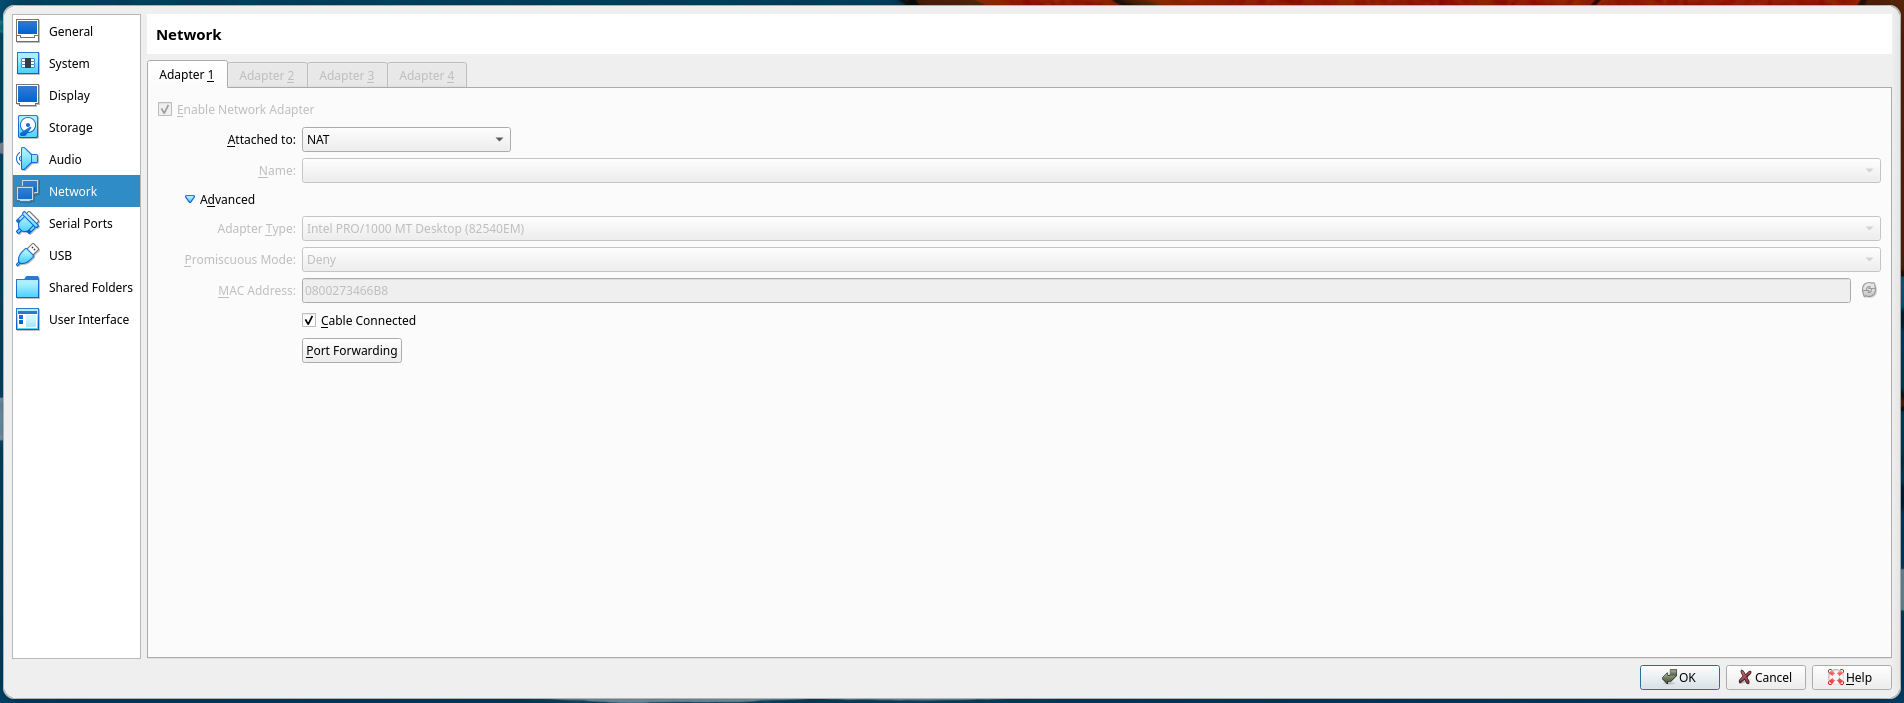 General
System
Display
Storage
Audio
Network
Serial Ports
USB
Shared Folders
User Interface
Network
Adapter 1 Adapter 2 Adapter 3 Adapter 4
Enable Network Adapter
Attached to: NAT
Name:
Advanced
Adapter Type: Intel PRO/1000 MT Desktop (82540EM)
Promiscuous Mode: Deny
MAC Address: 0800273466B8
Cable Connected
Port Forwarding
OK Cancel Help